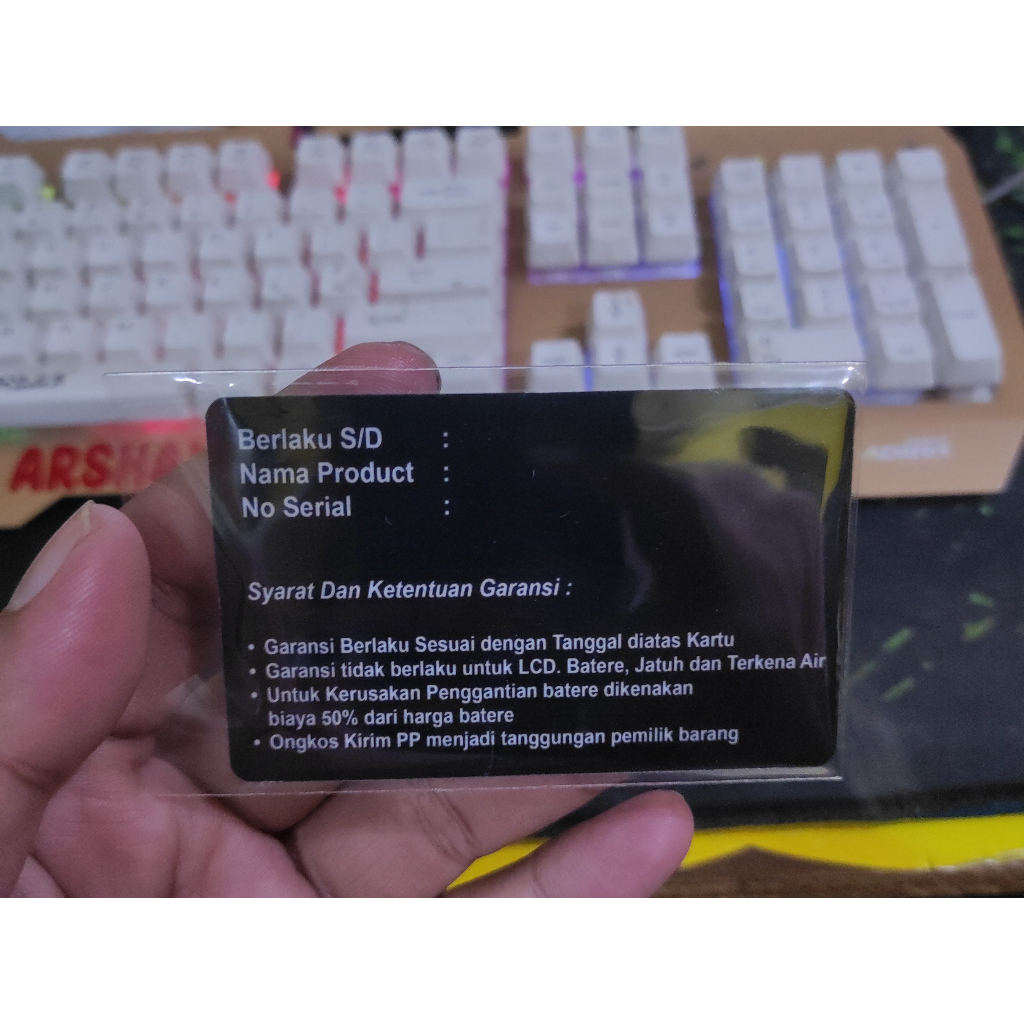 Berlaku S/D :
Nama Product :
No Serial :
Syarat Dan Ketentuan Garansi :
• Garansi Berlaku Sesuai dengan Tanggal diatas Kartu
• Garansi tidak berlaku untuk LCD. Batere, Jatuh dan Terkena Air
• Untuk Kerusakan Penggantian batere dikenakan
biaya 50% dari harga batere
• Ongkos Kirim PP menjadi tanggungan pemilik barang